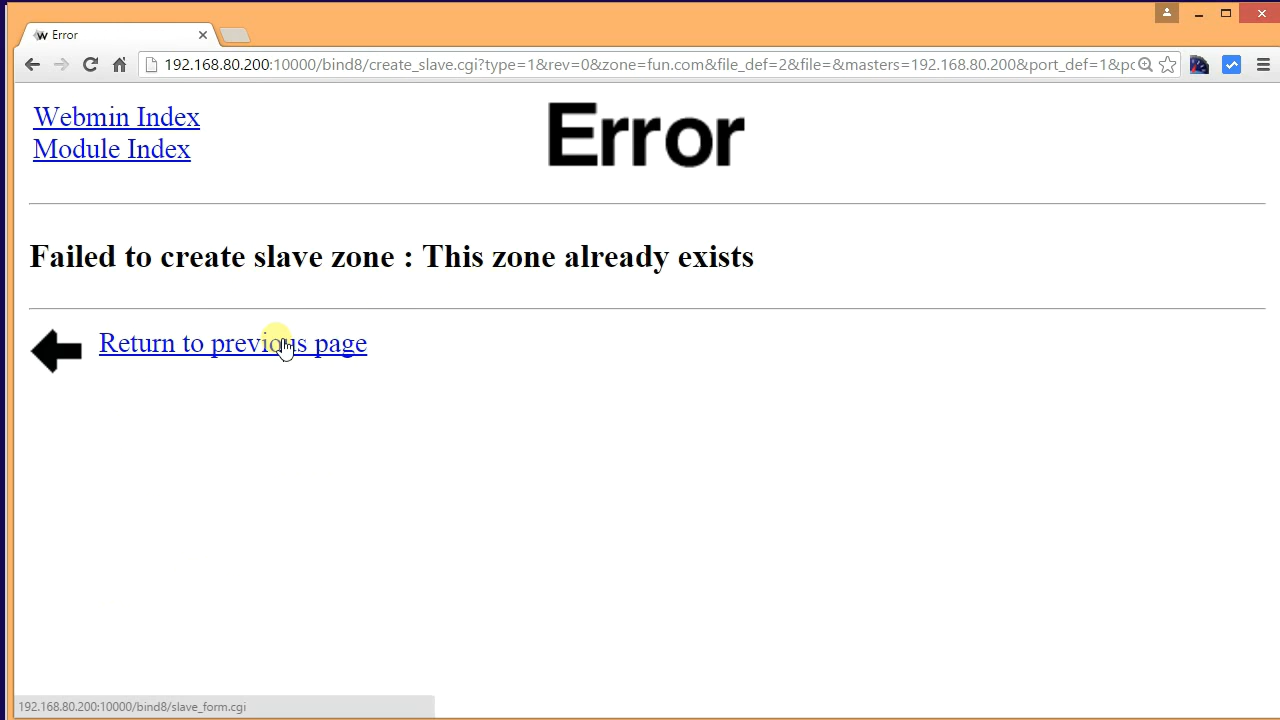 Error
192.168.80.200:10000/bind8/create_slave.cgi?type=1&rev=0&zone=fun.com&file_def=2&file=&masters=192.168.80.200&port_def=1&pc
Webmin Index
Module Index
Error
Failed to create slave zone : This zone already exists
Return to previous page
192.168.80.200:10000/bind8/slave_form.cgi